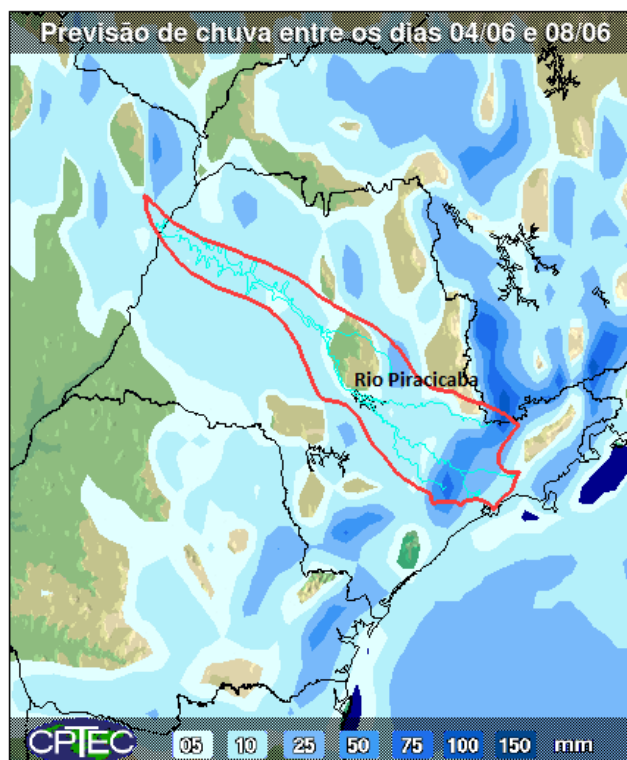 Previsão de chuva entre os dias 04/06 e 08/06
Rio Piracicaba
CPTEC 05 10 25 50 75 100 150 mm